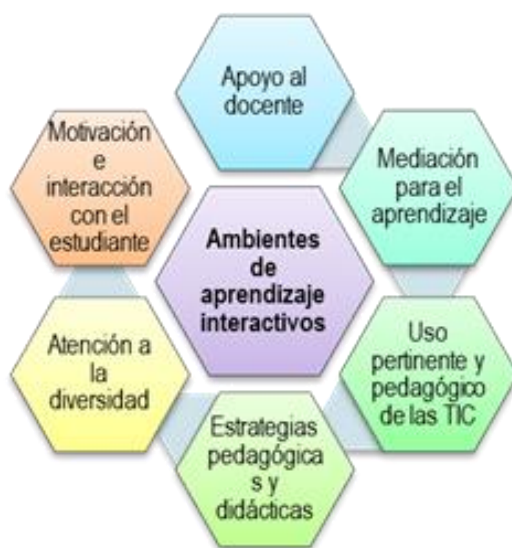 Apoyo al
docente
Mediación
para el
aprendizaje
Uso
pertinente y
pedagógico
de las TIC
Estrategias
pedagógica
s y
didácticas
Atención a
la
diversidad
Motivación
e
interacción
con el
estudiante
Ambientes
de
aprendizaje
interactivos